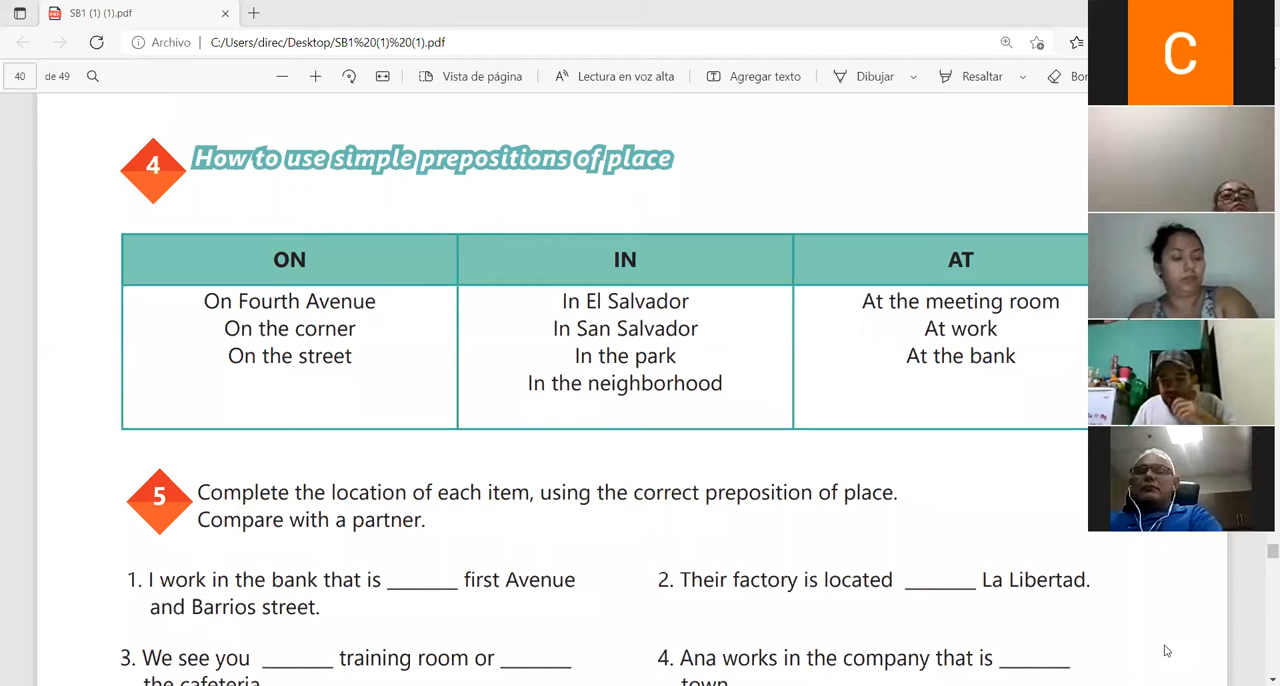 SB1 (1) (1).pdf
Archivo C:/Users/direc/Desktop/SB1%20(1)%20(1).pdf
40 de 49 Vista de página Lectura en voz alta Agregar texto Dibujar Resaltar Bor
C
4 How to use simple prepositions of place
ON IN AT
On Fourth Avenue In El Salvador At the meeting room
On the corner In San Salvador At work
On the street In the park At the bank
In the neighborhood
5 Complete the location of each item, using the correct preposition of place.
Compare with a partner.
1. I work in the bank that is _______ first Avenue
and Barrios street.
2. Their factory is located _______ La Libertad.
3. We see you _______ training room or _______
the cafeteria
4. Ana works in the company that is _______
town